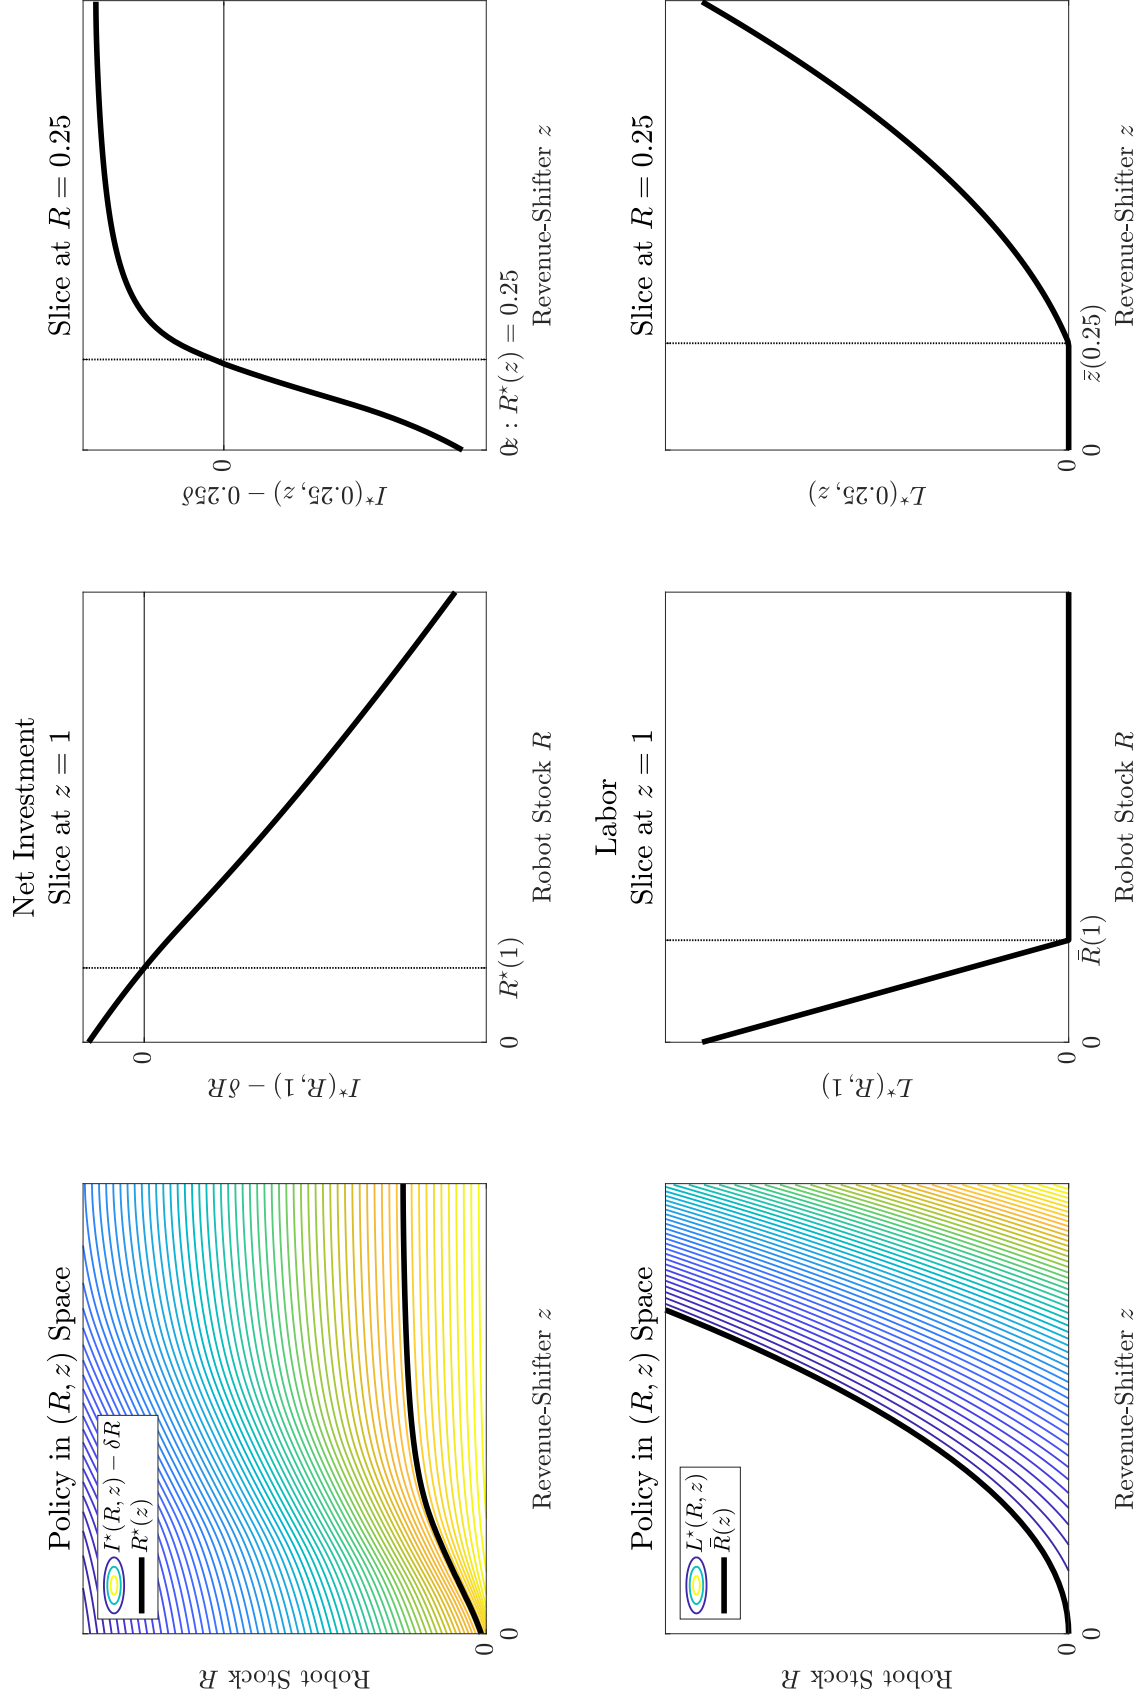 Net Investment
Policy in (R, z) Space
I⋆(R, z) − δR
R⋆(z)
Robot Stock R
0
0
Revenue-Shifter z
Slice at z = 1
I⋆(R, 1) − δR
0
0
R⋆(1)
Robot Stock R
Slice at R = 0.25
I⋆(0.25, z) − 0.25δ
0
0
z : R⋆(z) = 0.25
Revenue-Shifter z
Labor
Policy in (R, z) Space
L⋆(R, z)
R̄(z)
Robot Stock R
0
0
Revenue-Shifter z
Slice at z = 1
L⋆(R, 1)
0
0
R̄(1)
Robot Stock R
Slice at R = 0.25
L⋆(0.25, z)
0
0
z̄(0.25)
Revenue-Shifter z